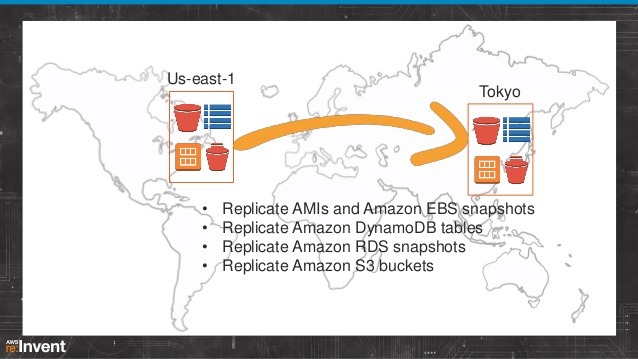 Us-east-1
Tokyo
• Replicate AMIs and Amazon EBS snapshots
• Replicate Amazon DynamoDB tables
• Replicate Amazon RDS snapshots
• Replicate Amazon S3 buckets
AWS
re:Invent